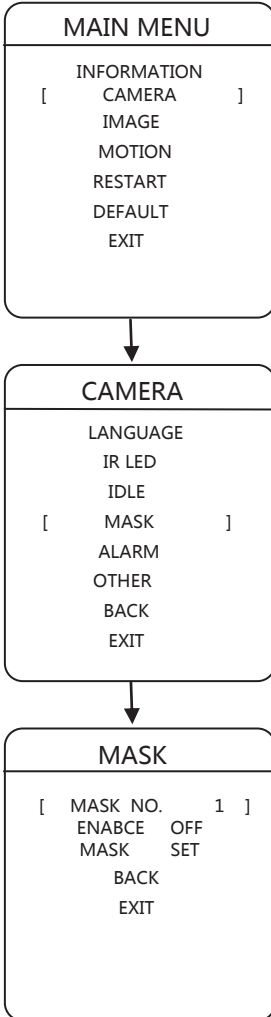 MAIN MENU
INFORMATION
[ CAMERA ]
IMAGE
MOTION
RESTART
DEFAULT
EXIT
CAMERA
LANGUAGE
IR LED
IDLE
[ MASK ]
ALARM
OTHER
BACK
EXIT
MASK
[ MASK NO. 1 ]
ENABCE OFF
MASK SET
BACK
EXIT